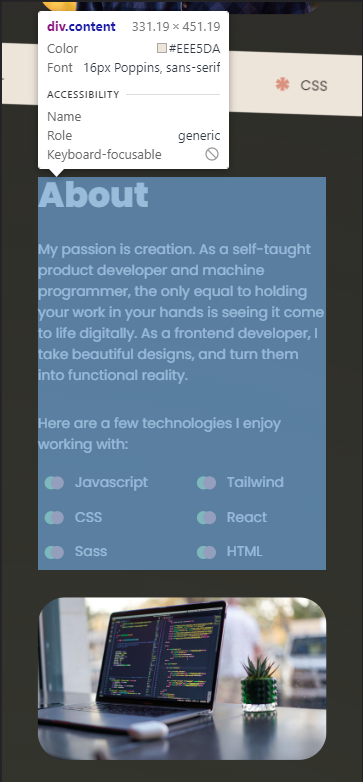 div.content 331.19 × 451.19
Color #EEE5DA
Font 16px Poppins, sans-serif
ACCESSIBILITY
Name
Role generic
Keyboard-focusable
CSS
About
My passion is creation. As a self-taught
product developer and machine
programmer, the only equal to holding
your work in your hands is seeing it come
to life digitally. As a frontend developer, I
take beautiful designs, and turn them
into functional reality.
Here are a few technologies I enjoy
working with:
Javascript Tailwind
CSS React
Sass HTML